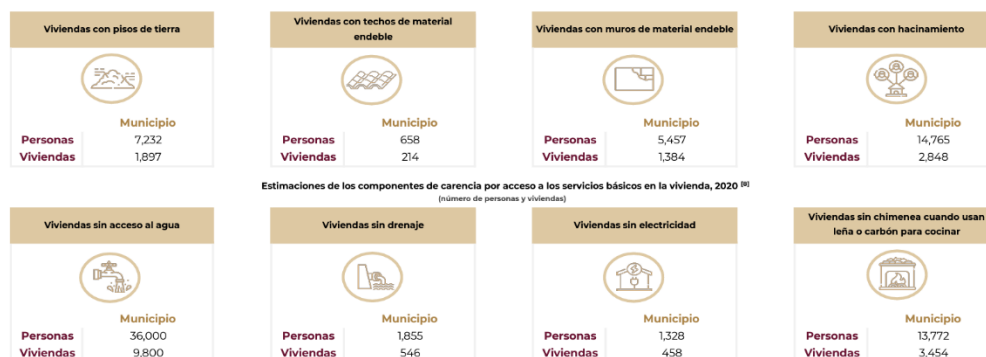 Viviendas con pisos de tierra
Municipio
Personas 7,232
Viviendas 1,897
Viviendas con techos de material
endeble
Municipio
Personas 658
Viviendas 214
Viviendas con muros de material endeble
Municipio
Personas 5,457
Viviendas 1,384
Viviendas con hacinamiento
Municipio
Personas 14,765
Viviendas 2,848
Estimaciones de los componentes de carencia por acceso a los servicios básicos en la vivienda, 2020 [9]
(número de personas y viviendas)
Viviendas sin acceso al agua
Municipio
Personas 36,000
Viviendas 9,800
Viviendas sin drenaje
Municipio
Personas 1,855
Viviendas 546
Viviendas sin electricidad
Municipio
Personas 1,328
Viviendas 458
Viviendas sin chimenea cuando usan
leña o carbón para cocinar
Municipio
Personas 13,772
Viviendas 3,454